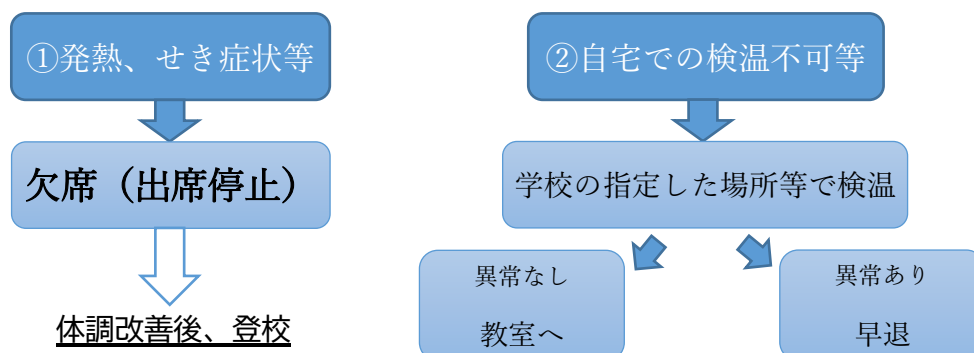 ①発熱、せき症状等
欠席（出席停止）
体調改善後、登校
②自宅での検温不可等
学校の指定した場所等で検温
異常なし
教室へ
異常あり
早退